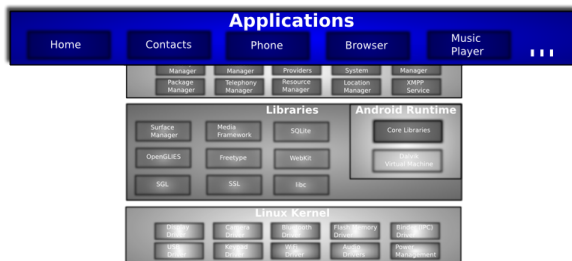 Applications
Home
Contacts
Phone
Browser
Music
Player
...
Manager
Manager
Providers
System
Manager
Package
Manager
Telephony
Manager
Resource
Manager
Location
Manager
XMPP
Service
Libraries
Android Runtime
Surface
Manager
Media
Framework
SQLite
Core Libraries
OpenGLIES
Freetype
WebKit
Dalvik
Virtual Machine
SGL
SSL
libc
Linux Kernel
Display
Driver
Camera
Driver
Bluetooth
Driver
Flash Memory
Driver
Binder (IPC)
Driver
USB
Driver
Keypad
Driver
WiFi
Driver
Audio
Drivers
Power
Management